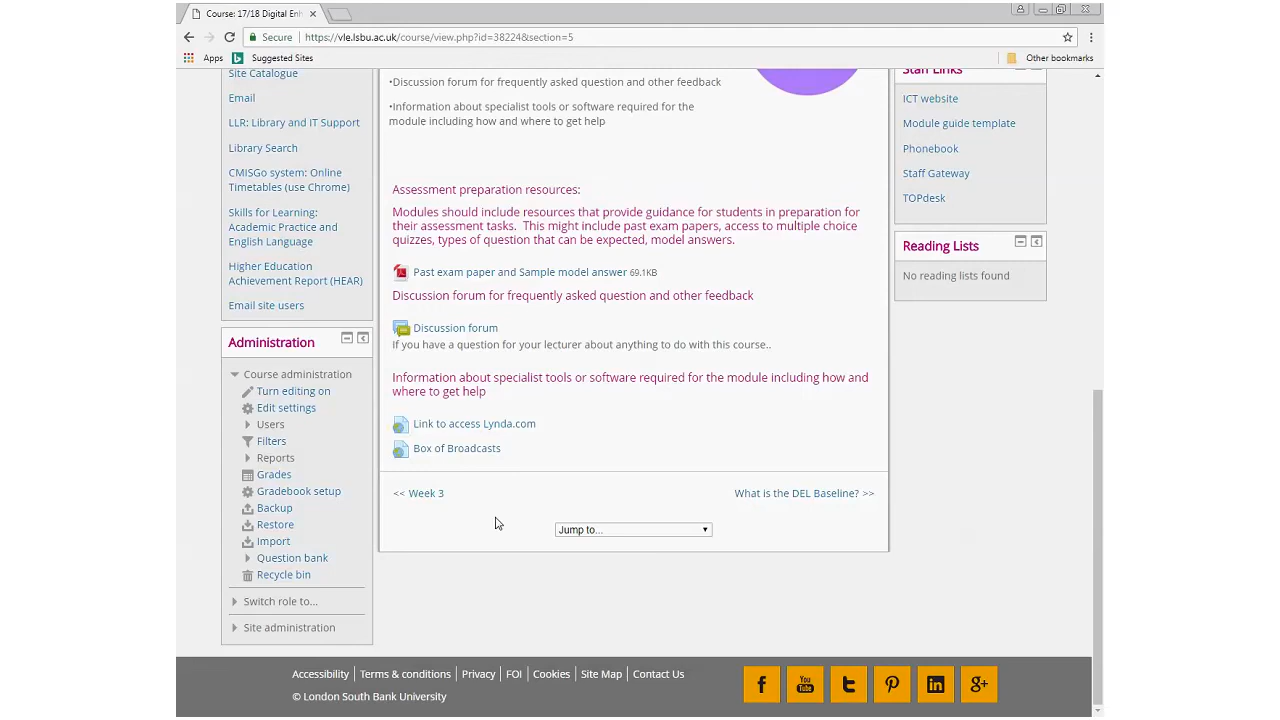 Course: 17/18 Digital Enh
Secure https://vle.lsbu.ac.uk/course/view.php?id=38224&section=5
Apps Suggested Sites Other bookmarks
Site Catalogue
Email
LLR: Library and IT Support
Library Search
CMISGo system: Online
Timetables (use Chrome)
Skills for Learning:
Academic Practice and
English Language
Higher Education
Achievement Report (HEAR)
Email site users
Administration
Course administration
Turn editing on
Edit settings
Users
Filters
Reports
Grades
Gradebook setup
Backup
Restore
Import
Question bank
Recycle bin
Switch role to...
Site administration
•Discussion forum for frequently asked question and other feedback
•Information about specialist tools or software required for the
module including how and where to get help
Assessment preparation resources:
Modules should include resources that provide guidance for students in preparation for
their assessment tasks. This might include past exam papers, access to multiple choice
quizzes, types of question that can be expected, model answers.
Past exam paper and Sample model answer 69.1KB
Discussion forum for frequently asked question and other feedback
Discussion forum
If you have a question for your lecturer about anything to do with this course..
Information about specialist tools or software required for the module including how and
where to get help
Link to access Lynda.com
Box of Broadcasts
<< Week 3
What is the DEL Baseline? >>
Jump to...
Staff Links
ICT website
Module guide template
Phonebook
Staff Gateway
TOPdesk
Reading Lists
No reading lists found
Accessibility Terms & conditions Privacy FOI Cookies Site Map Contact Us
© London South Bank University
You Tube
g+